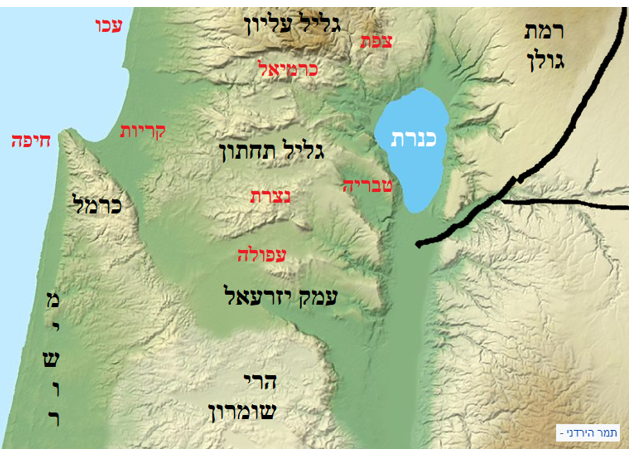 עכו
גליל עליון
צפת
רמת
גולן
כרמיאל
קריות
חיפה
גליל תחתון
כנרת
טבריה
נצרת
כרמל
עפולה
עמק יזרעאל
מ
י
ש
ו
ר
הרי
שומרון
תמר הירדני -